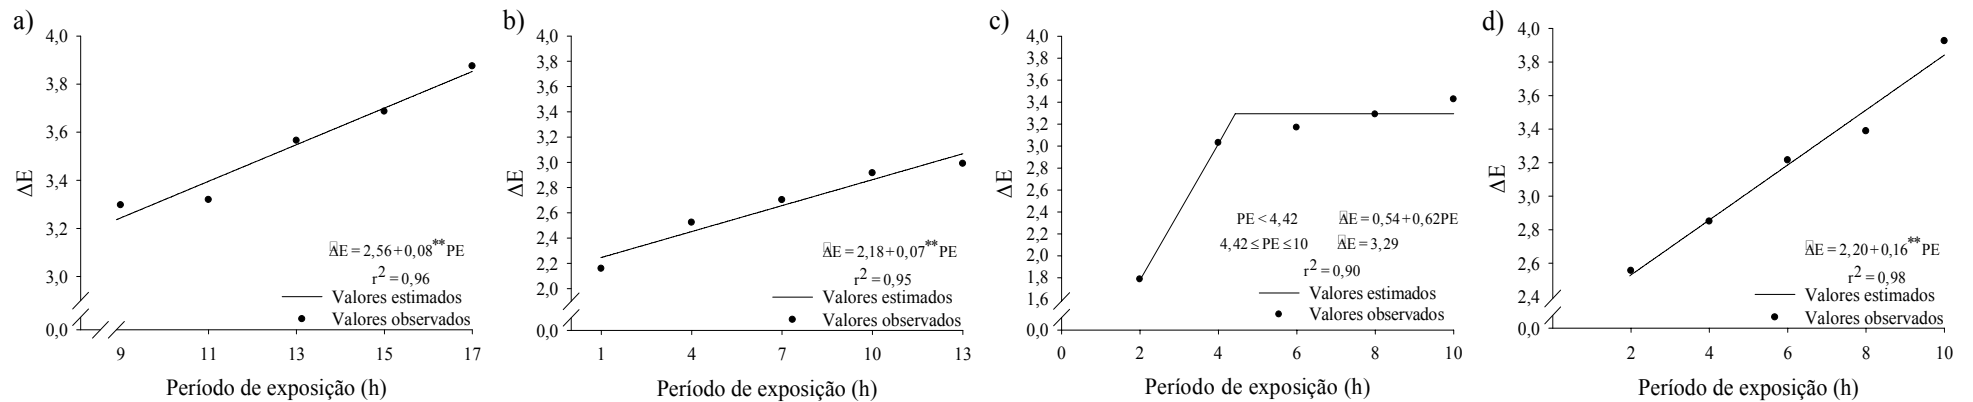 a)
4,0
3,8
3,6
3,4
3,2
3,0
0,0
ΔE
9 11 13 15 17
Período de exposição (h)
ΔE = 2,56 + 0,08**PE
r² = 0,96
Valores estimados
Valores observados
b)
4,0
3,8
3,6
3,4
3,2
3,0
2,8
2,6
2,4
2,2
2,0
0,0
ΔE
1 4 7 10 13
Período de exposição (h)
ΔE = 2,18 + 0,07**PE
r² = 0,95
Valores estimados
Valores observados
c)
4,0
3,8
3,6
3,4
3,2
3,0
2,8
2,6
2,4
2,2
2,0
1,8
1,6
0,0
ΔE
0 2 4 6 8 10
Período de exposição (h)
PE < 4,42 ΔE = 0,54 + 0,62PE
4,42 ≤ PE ≤ 10 ΔE = 3,29
r² = 0,90
Valores estimados
Valores observados
d)
4,0
3,8
3,6
3,4
3,2
3,0
2,8
2,6
2,4
0,0
ΔE
2 4 6 8 10
Período de exposição (h)
ΔE = 2,20 + 0,16**PE
r² = 0,98
Valores estimados
Valores observados